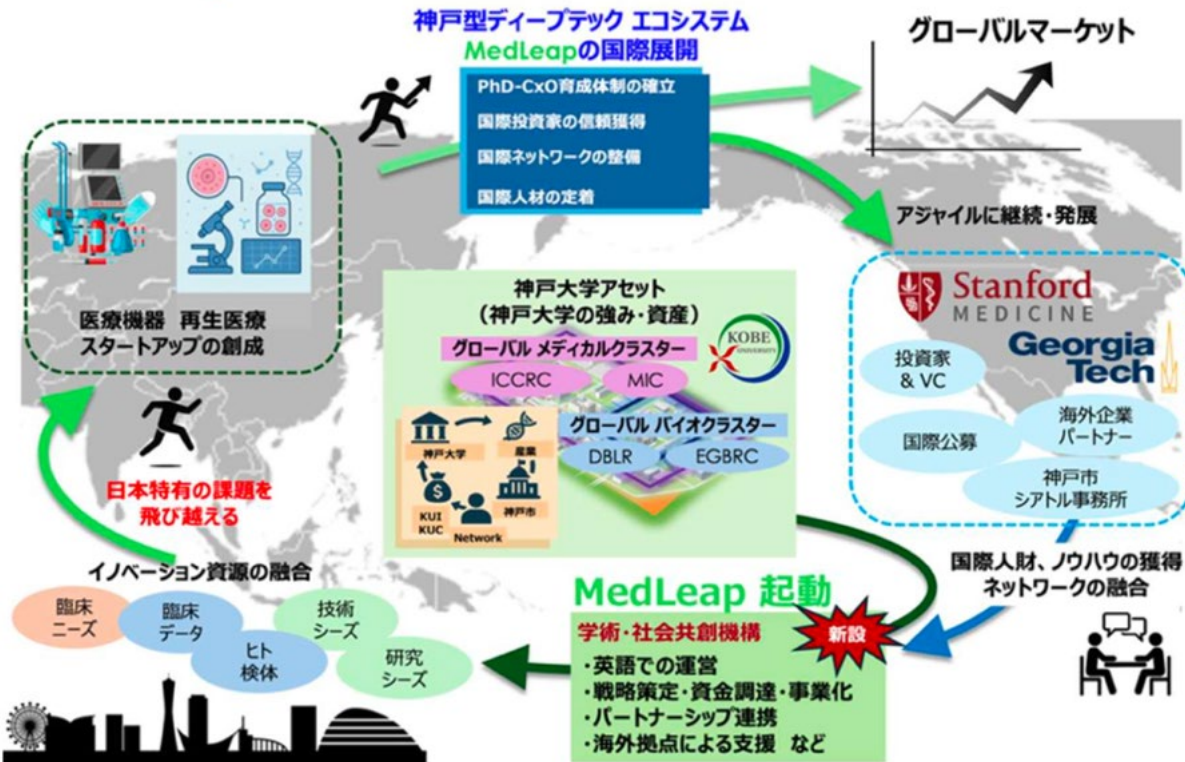 神戸型ディープテック エコシステム
MedLeapの国際展開
PhD-CxO育成体制の確立
国際投資家の信頼獲得
国際ネットワークの整備
国際人材の定着
グローバルマーケット
アジャイルに継続・発展
Stanford
MEDICINE
Georgia
Tech
投資家
& VC
海外企業
パートナー
国際公募
神戸市
シアトル事務所
国際人財、ノウハウの獲得
ネットワークの融合
医療機器 再生医療
スタートアップの創成
日本特有の課題を
飛び越える
神戸大学アセット
（神戸大学の強み・資産）
KOBE
UNIVERSITY
グローバル メディカルクラスター
ICCRC
MIC
グローバル バイオクラスター
DBLR
EGBRC
神戸大学
産業
神戸市
KUI
KUC
Network
イノベーション資源の融合
臨床
ニーズ
臨床
データ
ヒト
検体
技術
シーズ
研究
シーズ
MedLeap 起動
学術・社会共創機構
新設
・英語での運営
・戦略策定・資金調達・事業化
・パートナーシップ連携
・海外拠点による支援 など